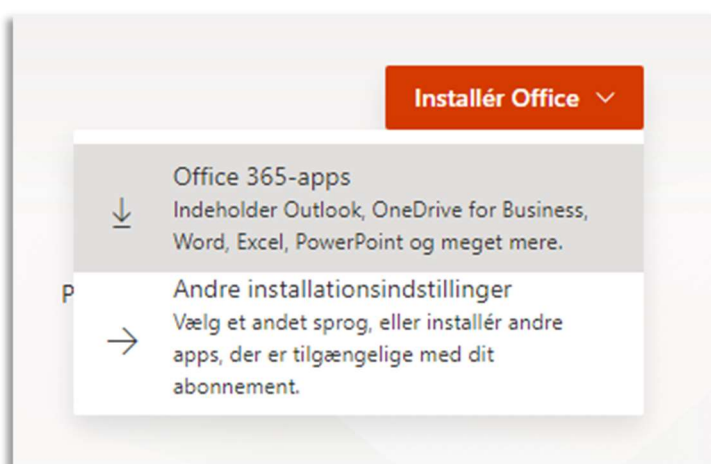 Installér Office
Office 365-apps
Indeholder Outlook, OneDrive for Business,
Word, Excel, PowerPoint og meget mere.
P
Andre installationsindstillinger
Vælg et andet sprog, eller installér andre
apps, der er tilgængelige med dit
abonnement.